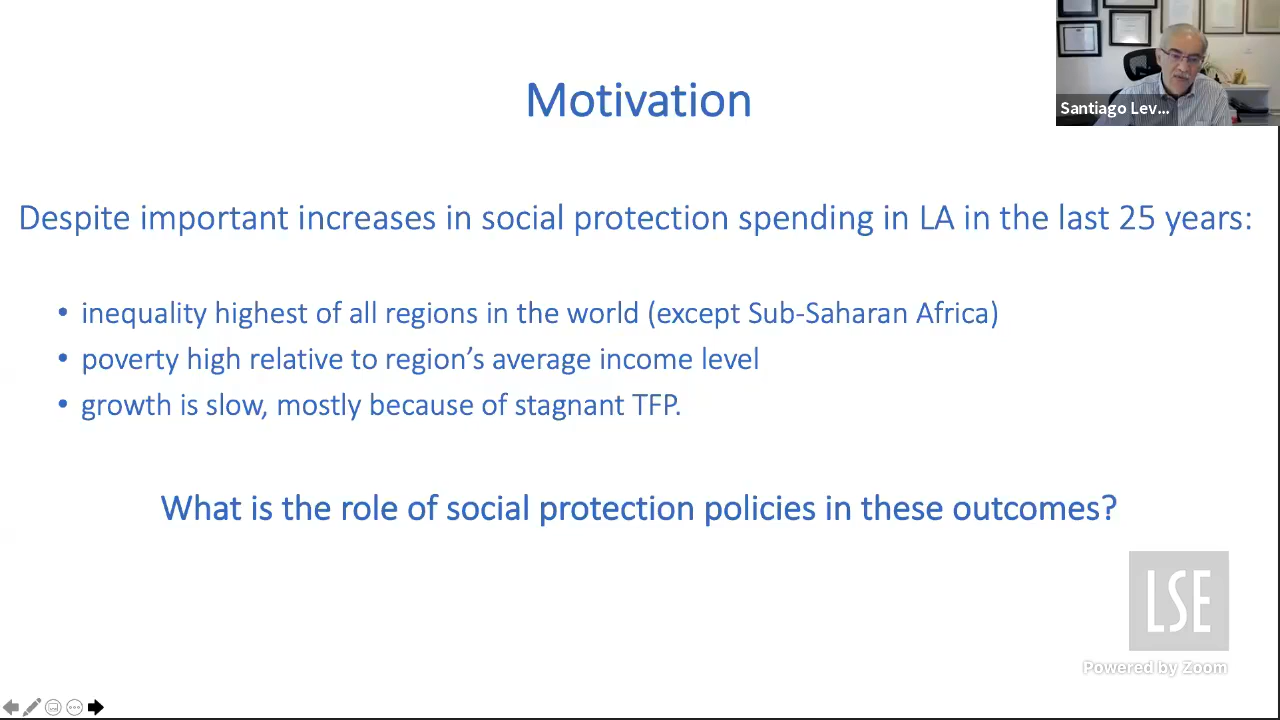 Motivation
Santiago Lev...
Despite important increases in social protection spending in LA in the last 25 years:
• inequality highest of all regions in the world (except Sub-Saharan Africa)
• poverty high relative to region’s average income level
• growth is slow, mostly because of stagnant TFP.
What is the role of social protection policies in these outcomes?
LSE
Powered by Zoom